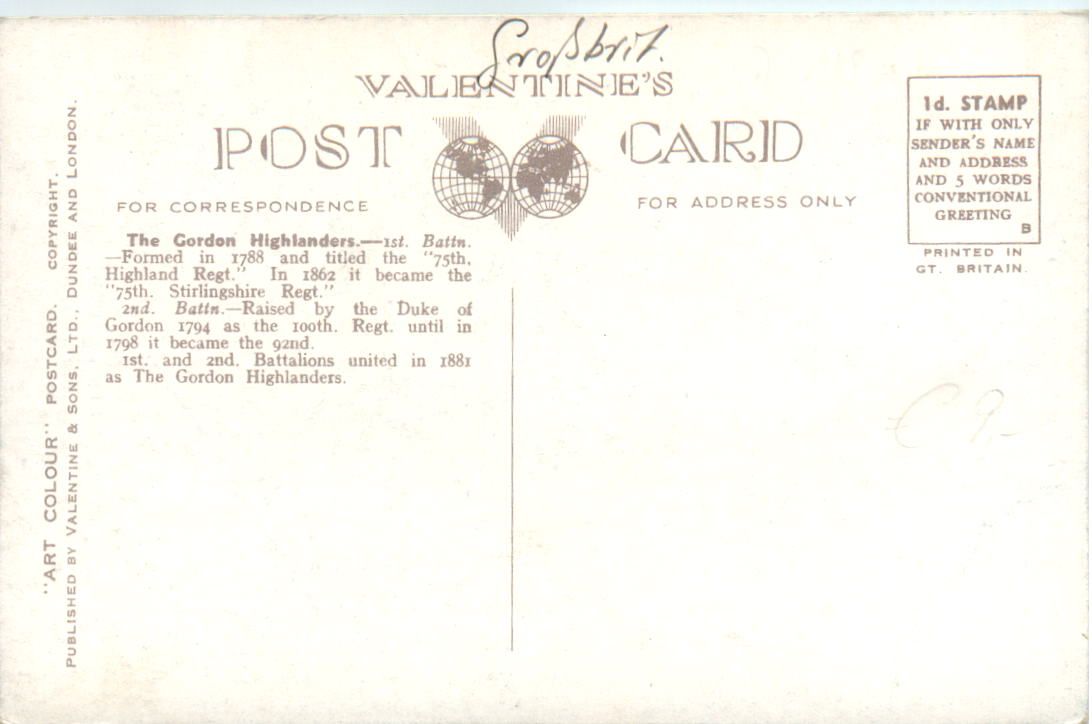 Großbrit.
VALENTINE'S
POST CARD
FOR CORRESPONDENCE
FOR ADDRESS ONLY
1d. STAMP
IF WITH ONLY
SENDER'S NAME
AND ADDRESS
AND 5 WORDS
CONVENTIONAL
GREETING
B
PRINTED IN
GT. BRITAIN.
The Gordon Highlanders.—1st. Battn.
—Formed in 1788 and titled the "75th,
Highland Regt." In 1862 it became the
"75th. Stirlingshire Regt."
2nd. Battn.—Raised by the Duke of
Gordon 1794 as the 100th. Regt. until in
1798 it became the 92nd.
1st. and 2nd. Battalions united in 1881
as The Gordon Highlanders.
"ART COLOUR" POSTCARD. COPYRIGHT.
PUBLISHED BY VALENTINE & SONS, LTD., DUNDEE AND LONDON.
€ 9.-